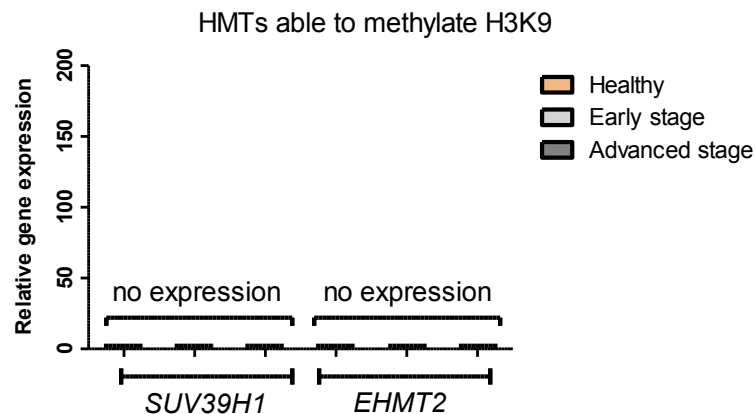 HMTs able to methylate H3K9
Relative gene expression
200
150
100
50
0
no expression
no expression
SUV39H1
EHMT2
Healthy
Early stage
Advanced stage